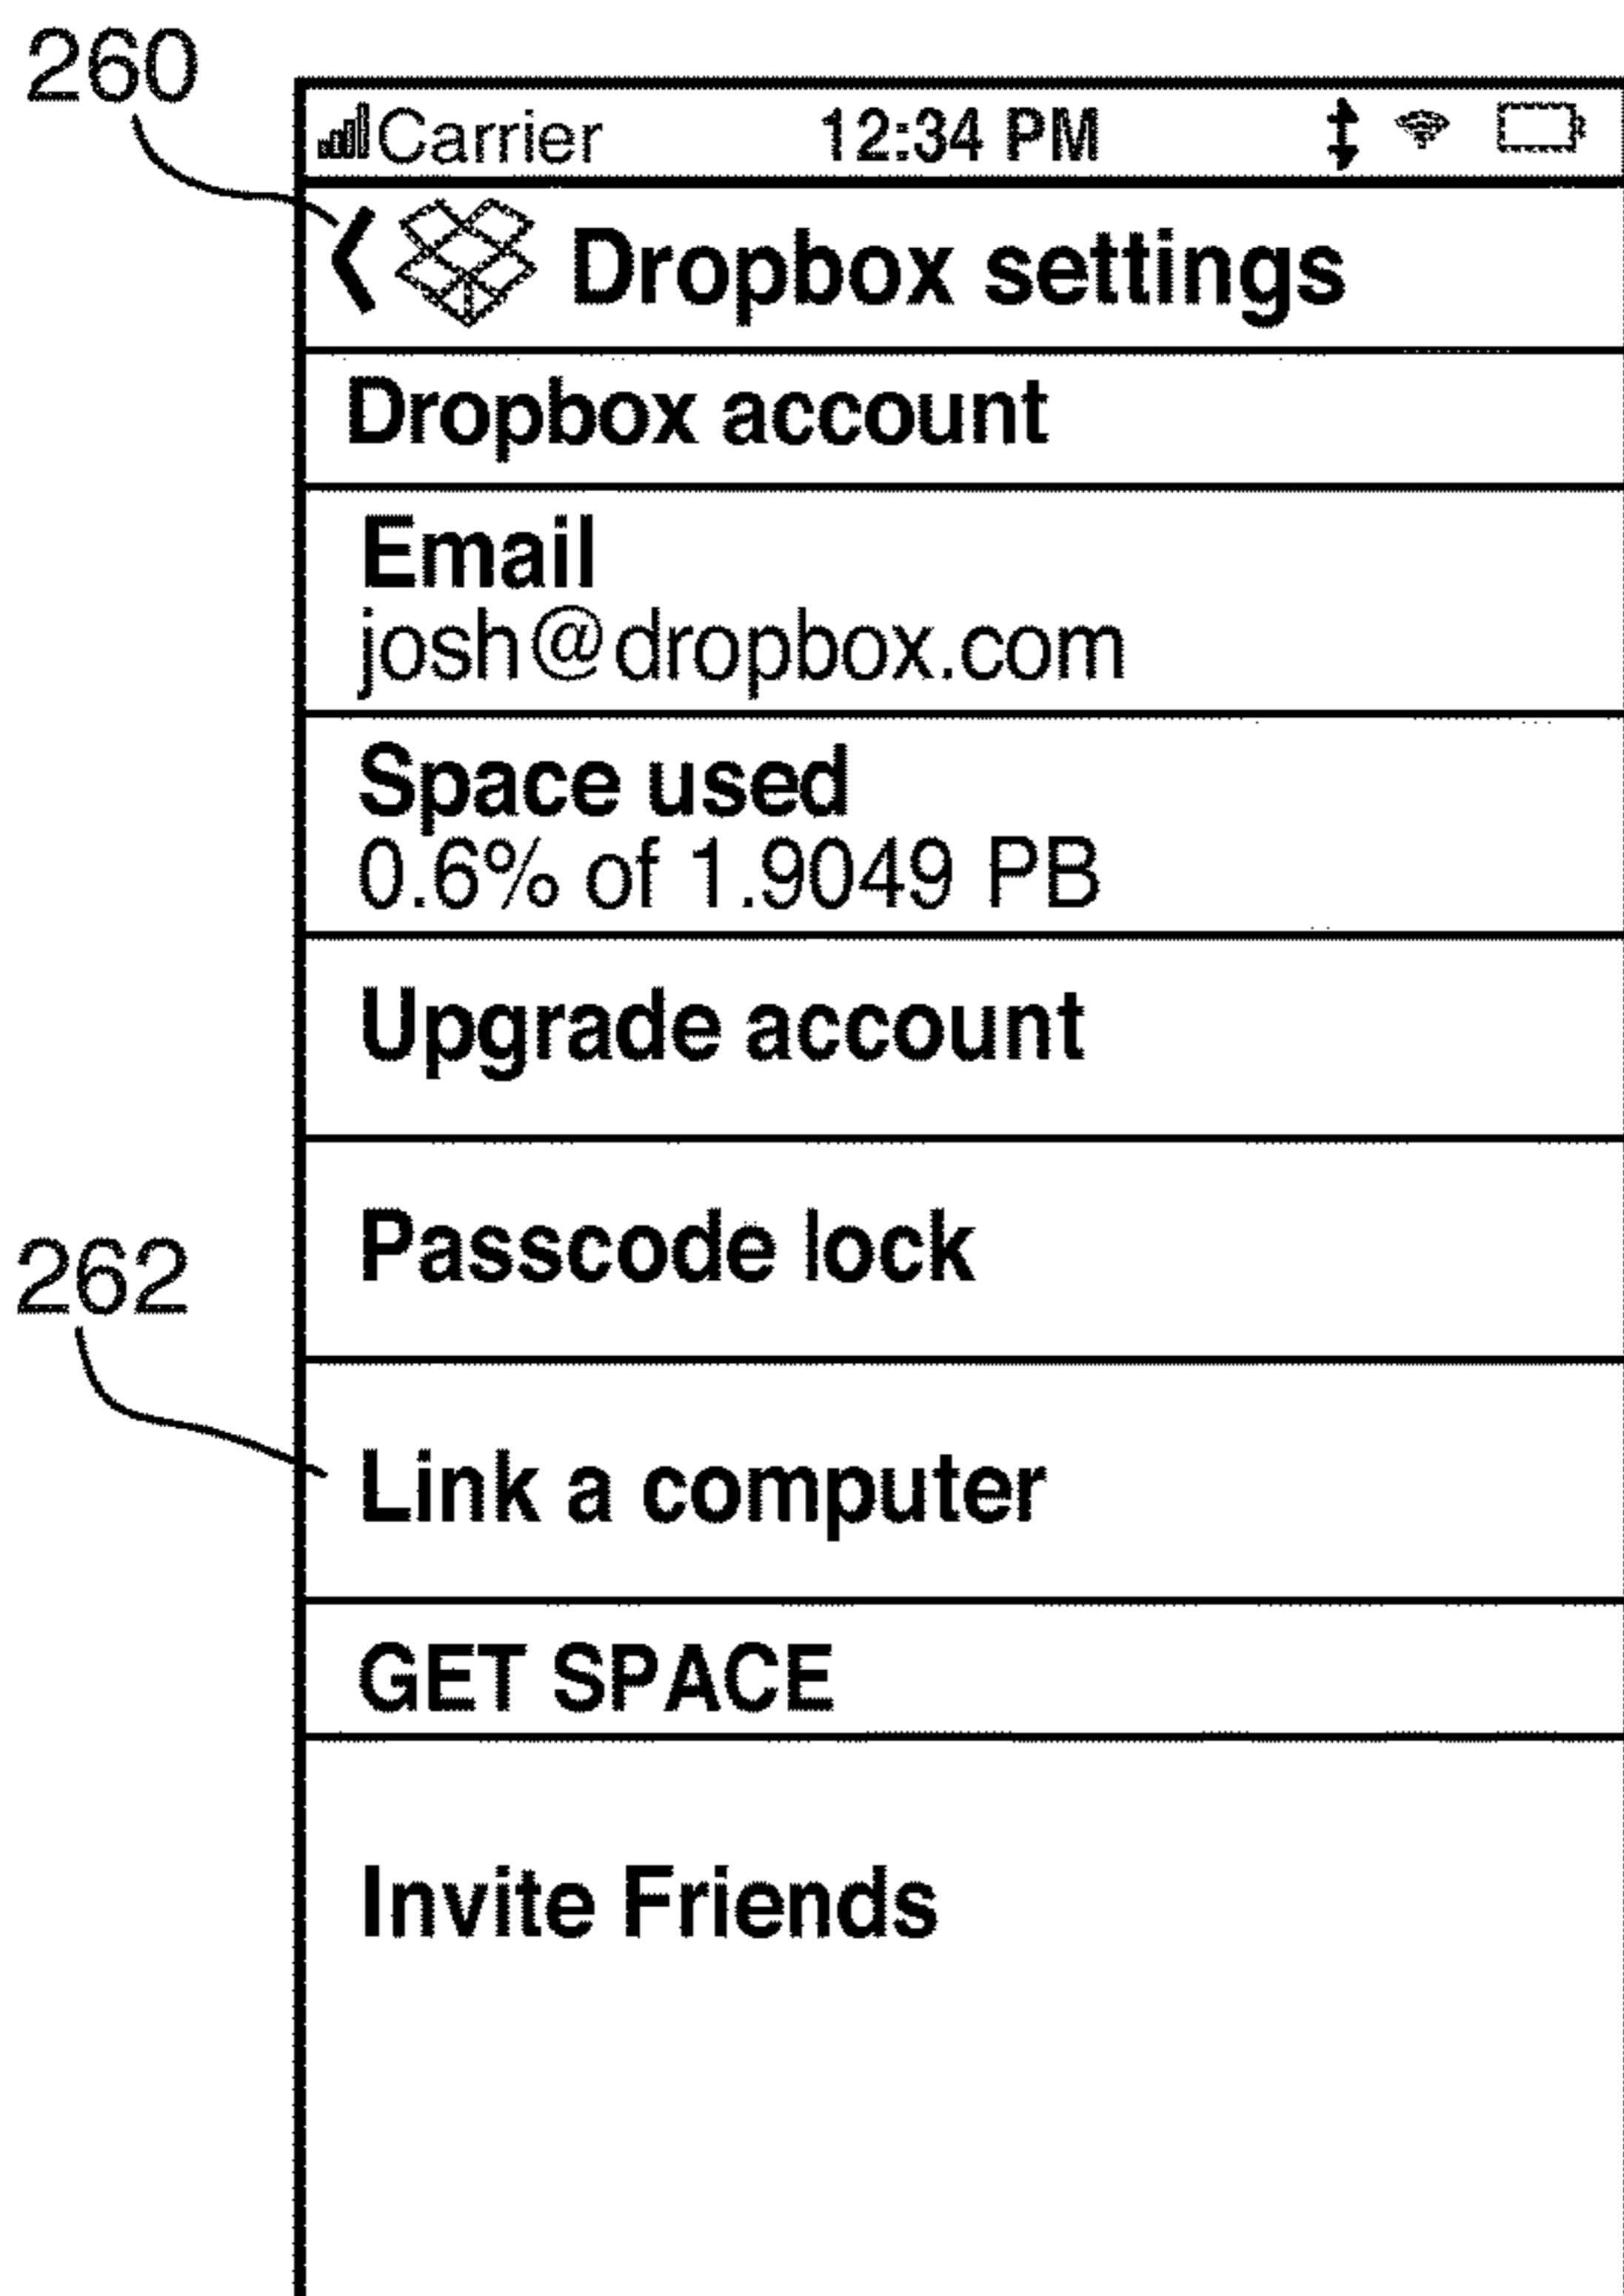 260
Carrier 12:34 PM
Dropbox settings
Dropbox account
Email
josh@dropbox.com
Space used
0.6% of 1.9049 PB
Upgrade account
Passcode lock
262
Link a computer
GET SPACE
Invite Friends